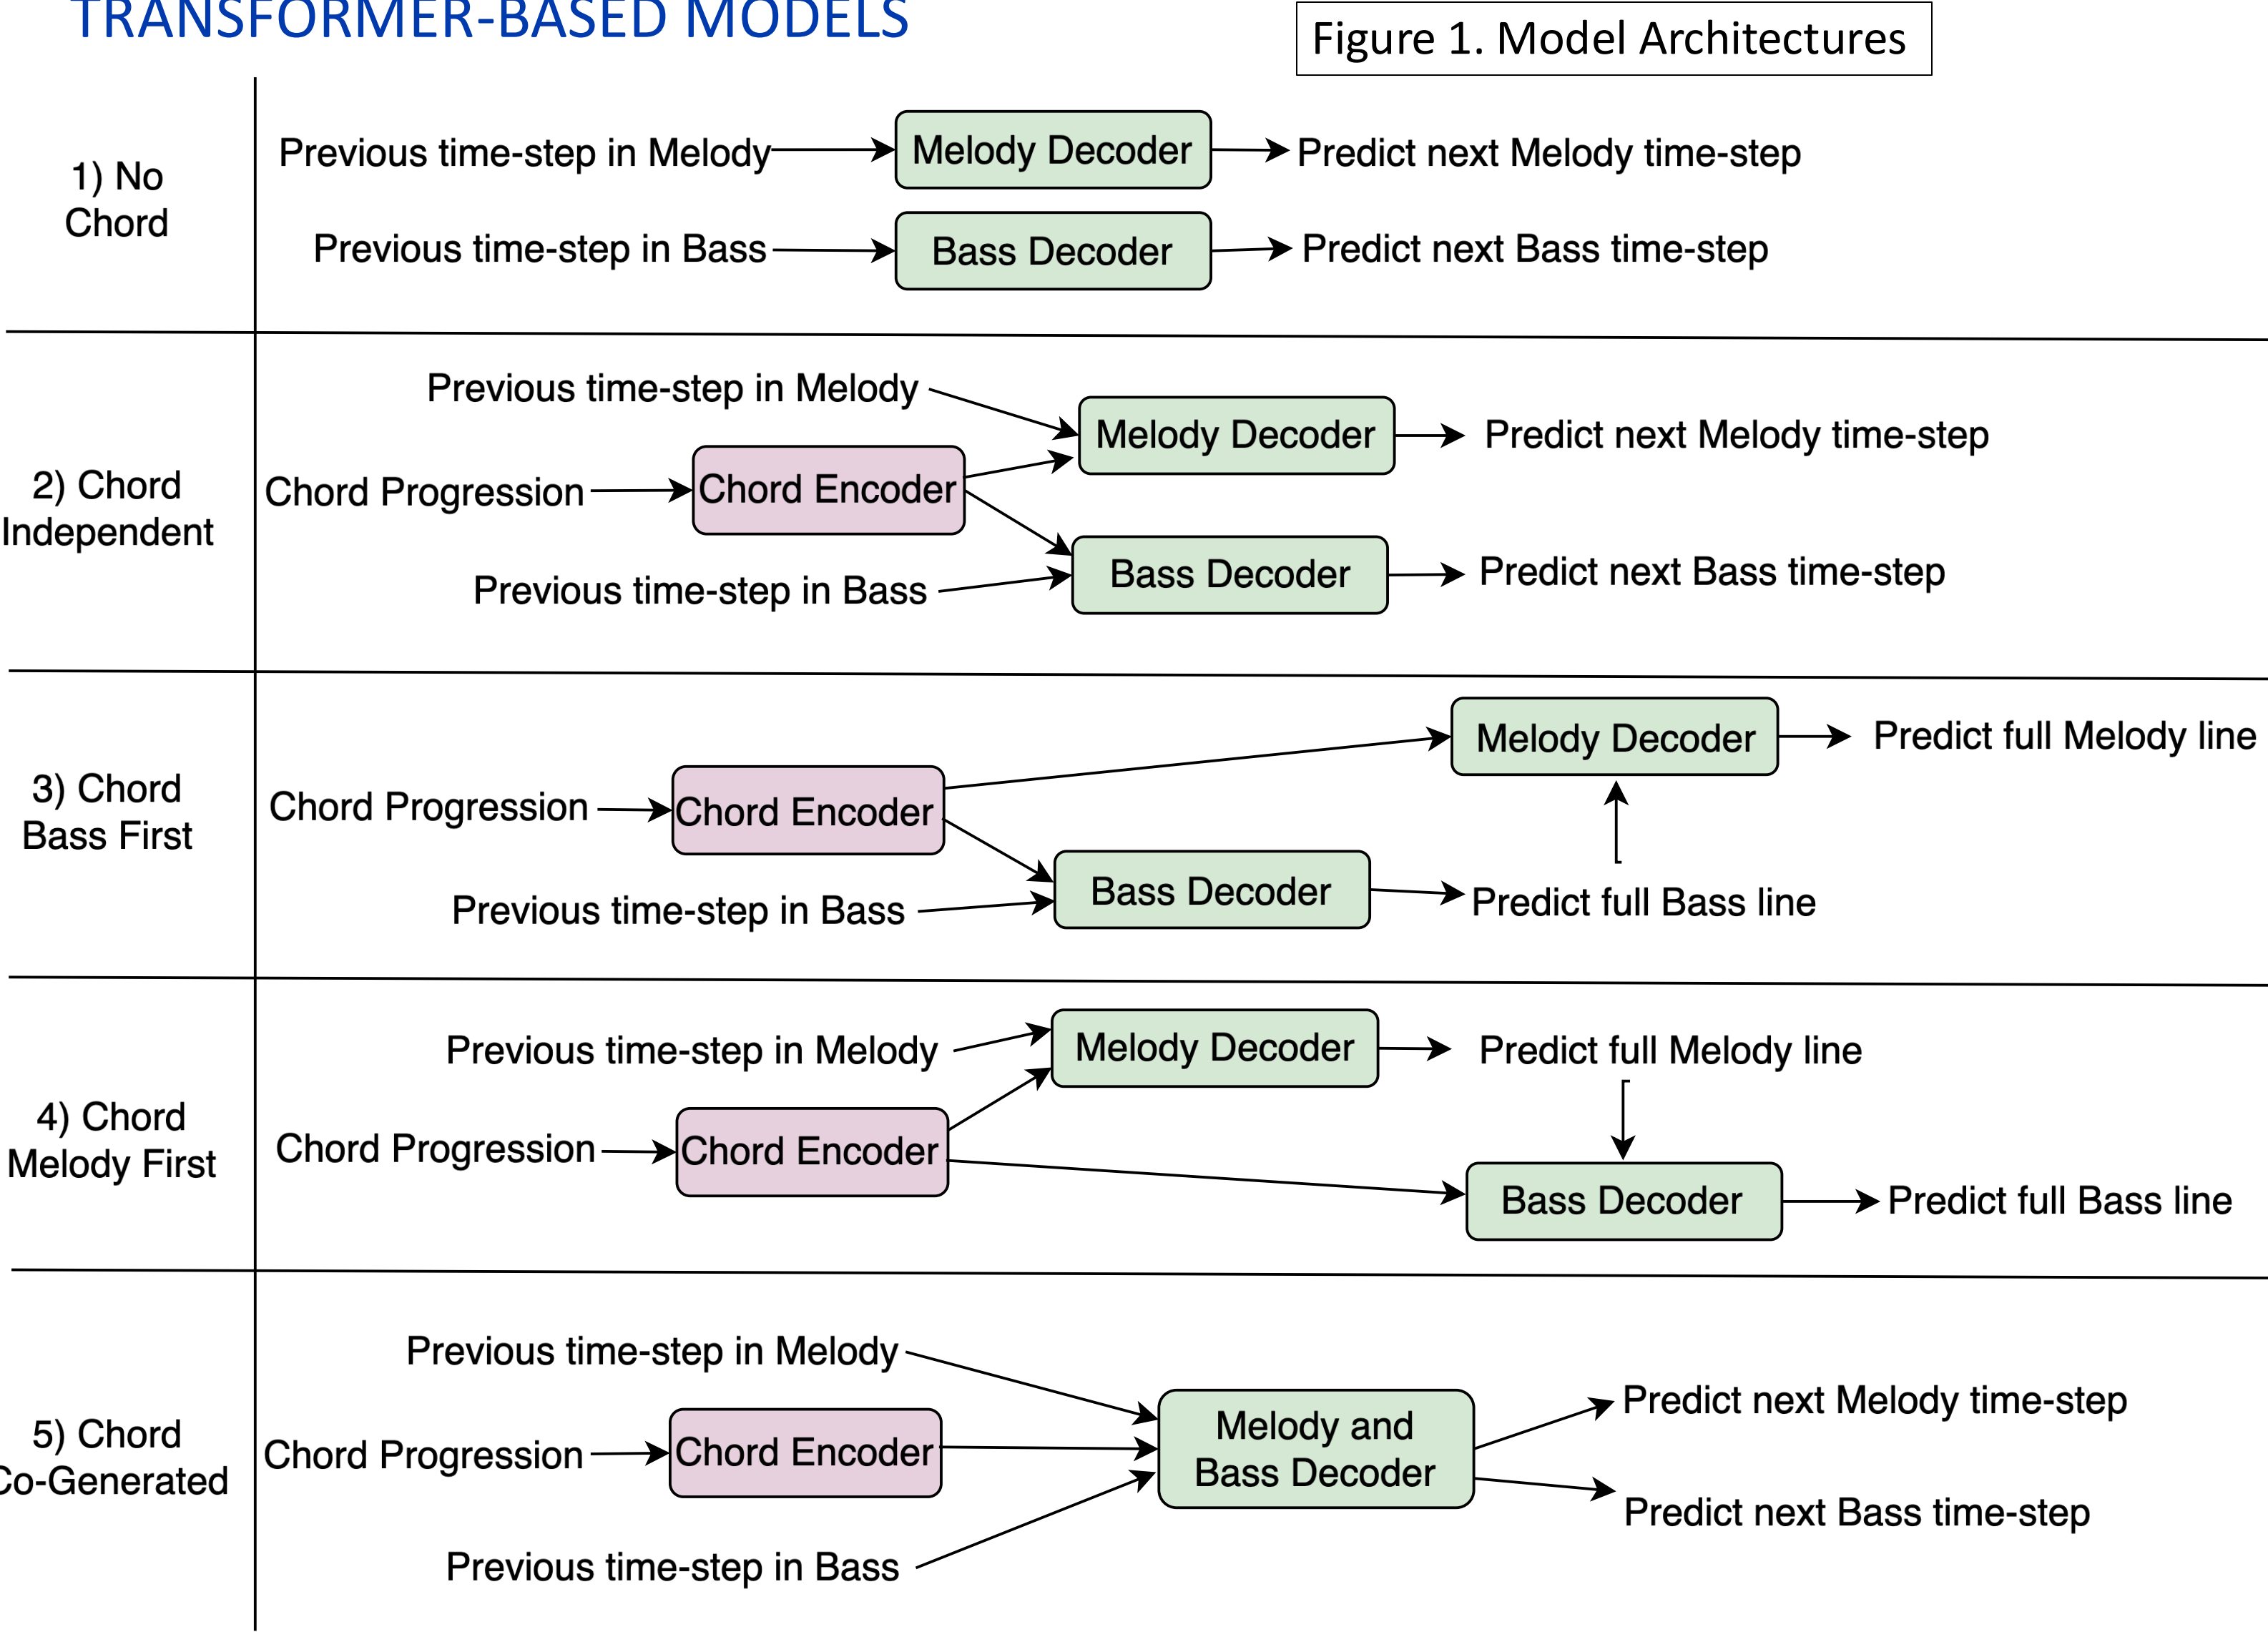 TRANSFORMER-BASED MODELS
Figure 1. Model Architectures
1) No
Chord
Previous time-step in Melody
Melody Decoder
Predict next Melody time-step
Previous time-step in Bass
Bass Decoder
Predict next Bass time-step
2) Chord
Independent
Previous time-step in Melody
Melody Decoder
Predict next Melody time-step
Chord Progression
Chord Encoder
Previous time-step in Bass
Bass Decoder
Predict next Bass time-step
3) Chord
Bass First
Melody Decoder
Predict full Melody line
Chord Progression
Chord Encoder
Previous time-step in Bass
Bass Decoder
Predict full Bass line
4) Chord
Melody First
Previous time-step in Melody
Melody Decoder
Predict full Melody line
Chord Progression
Chord Encoder
Bass Decoder
Predict full Bass line
5) Chord
Co-Generated
Previous time-step in Melody
Chord Progression
Chord Encoder
Melody and
Bass Decoder
Predict next Melody time-step
Predict next Bass time-step
Previous time-step in Bass